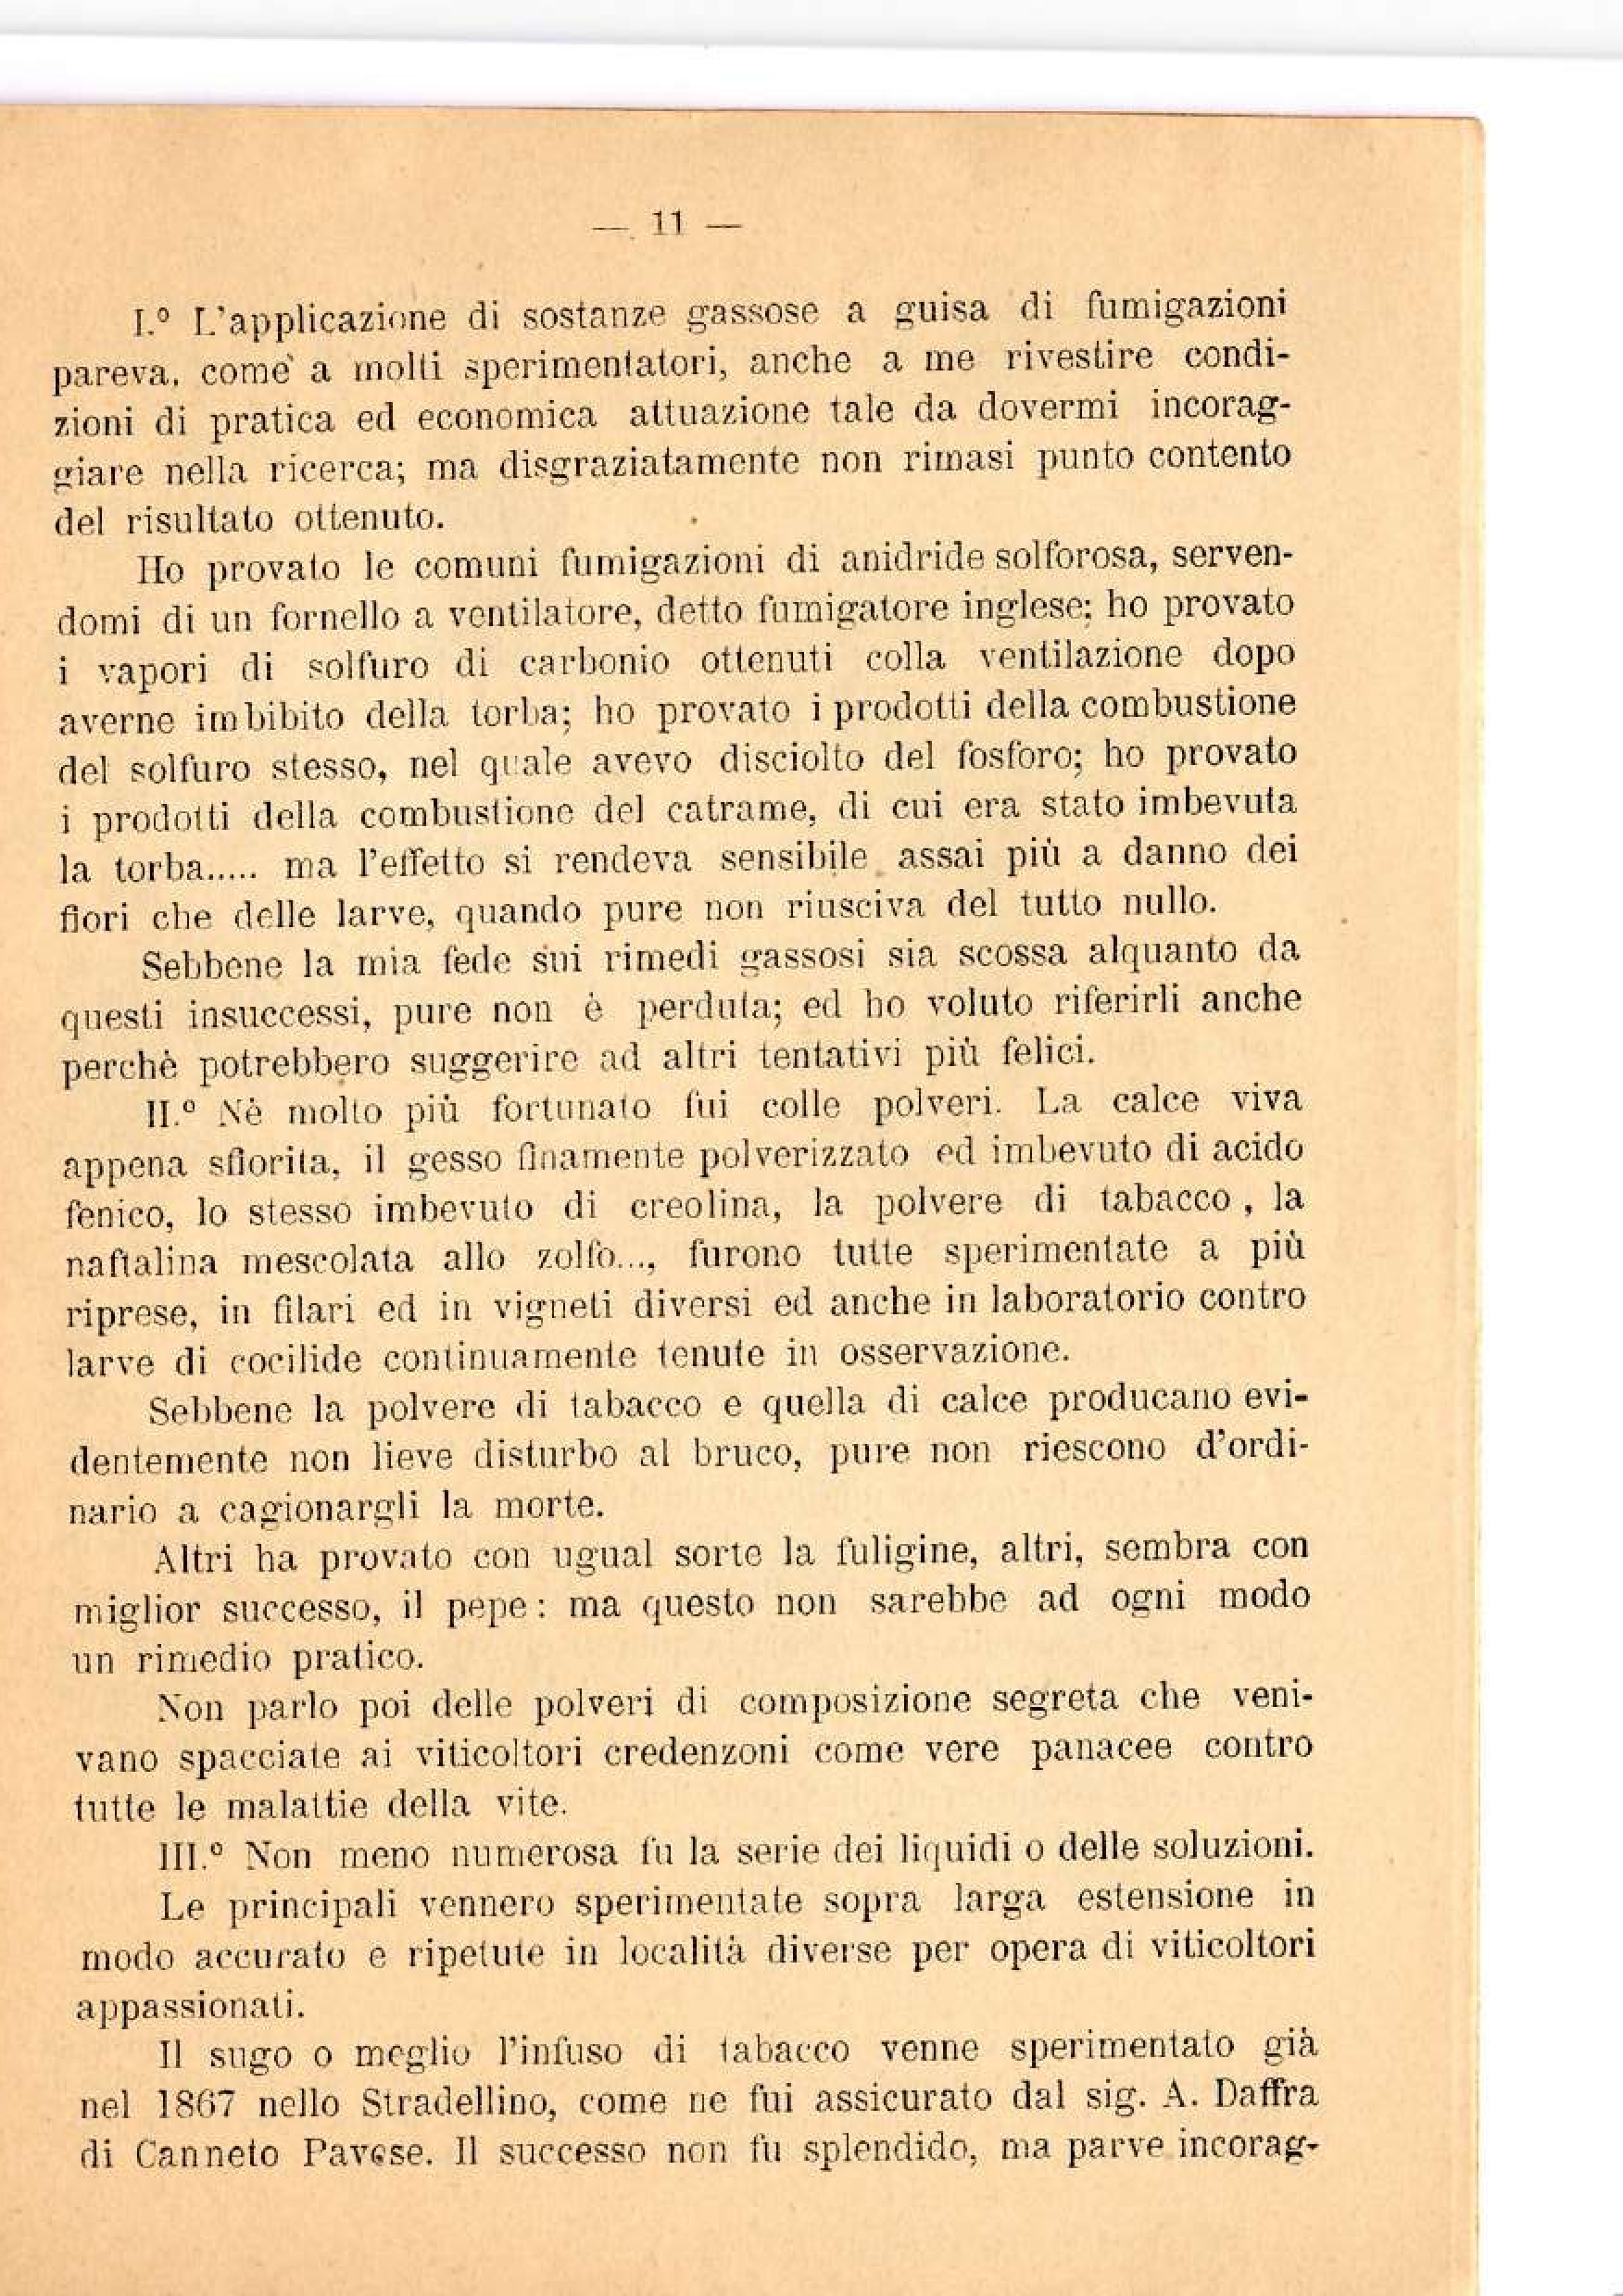 — 11 —
I.º L'applicazione di sostanze gassose a guisa di fumigazioni
pareva, come a molti sperimentatori, anche a me rivestire condi-
zioni di pratica ed economica attuazione tale da dovermi incorag-
giare nella ricerca; ma disgraziatamente non rimasi punto contento
del risultato ottenuto.
Ho provato le comuni fumigazioni di anidride solforosa, serven-
domi di un fornello a ventilatore, detto fumigatore inglese; ho provato
i vapori di solfuro di carbonio ottenuti colla ventilazione dopo
averne imbibito della torba; ho provato i prodotti della combustione
del solfuro stesso, nel quale avevo disciolto del fosforo; ho provato
i prodotti della combustione del catrame, di cui era stato imbevuta
la torba..... ma l'effetto si rendeva sensibile assai più a danno dei
fiori che delle larve, quando pure non riusciva del tutto nullo.
Sebbene la mia fede sui rimedi gassosi sia scossa alquanto da
questi insuccessi, pure non è perduta; ed ho voluto riferirli anche
perchè potrebbero suggerire ad altri tentativi più felici.
II.º Nè molto più fortunato fui colle polveri. La calce viva
appena sfiorita, il gesso finamente polverizzato ed imbevuto di acido
fenico, lo stesso imbevuto di creolina, la polvere di tabacco, la
naftalina mescolata allo zolfo..., furono tutte sperimentate a più
riprese, in filari ed in vigneti diversi ed anche in laboratorio contro
larve di cocilide continuamente tenute in osservazione.
Sebbene la polvere di tabacco e quella di calce producano evi-
dentemente non lieve disturbo al bruco, pure non riescono d'ordi-
nario a cagionargli la morte.
Altri ha provato con ugual sorte la fuligine, altri, sembra con
miglior successo, il pepe: ma questo non sarebbe ad ogni modo
un rimedio pratico.
Non parlo poi delle polveri di composizione segreta che veni-
vano spacciate ai viticoltori credenzoni come vere panacee contro
tutte le malattie della vite.
III.º Non meno numerosa fu la serie dei liquidi o delle soluzioni.
Le principali vennero sperimentate sopra larga estensione in
modo accurato e ripetute in località diverse per opera di viticoltori
appassionati.
Il sugo o meglio l'infuso di tabacco venne sperimentato già
nel 1867 nello Stradellino, come ne fui assicurato dal sig. A. Daffra
di Canneto Pavese. Il successo non fu splendido, ma parve incorag-